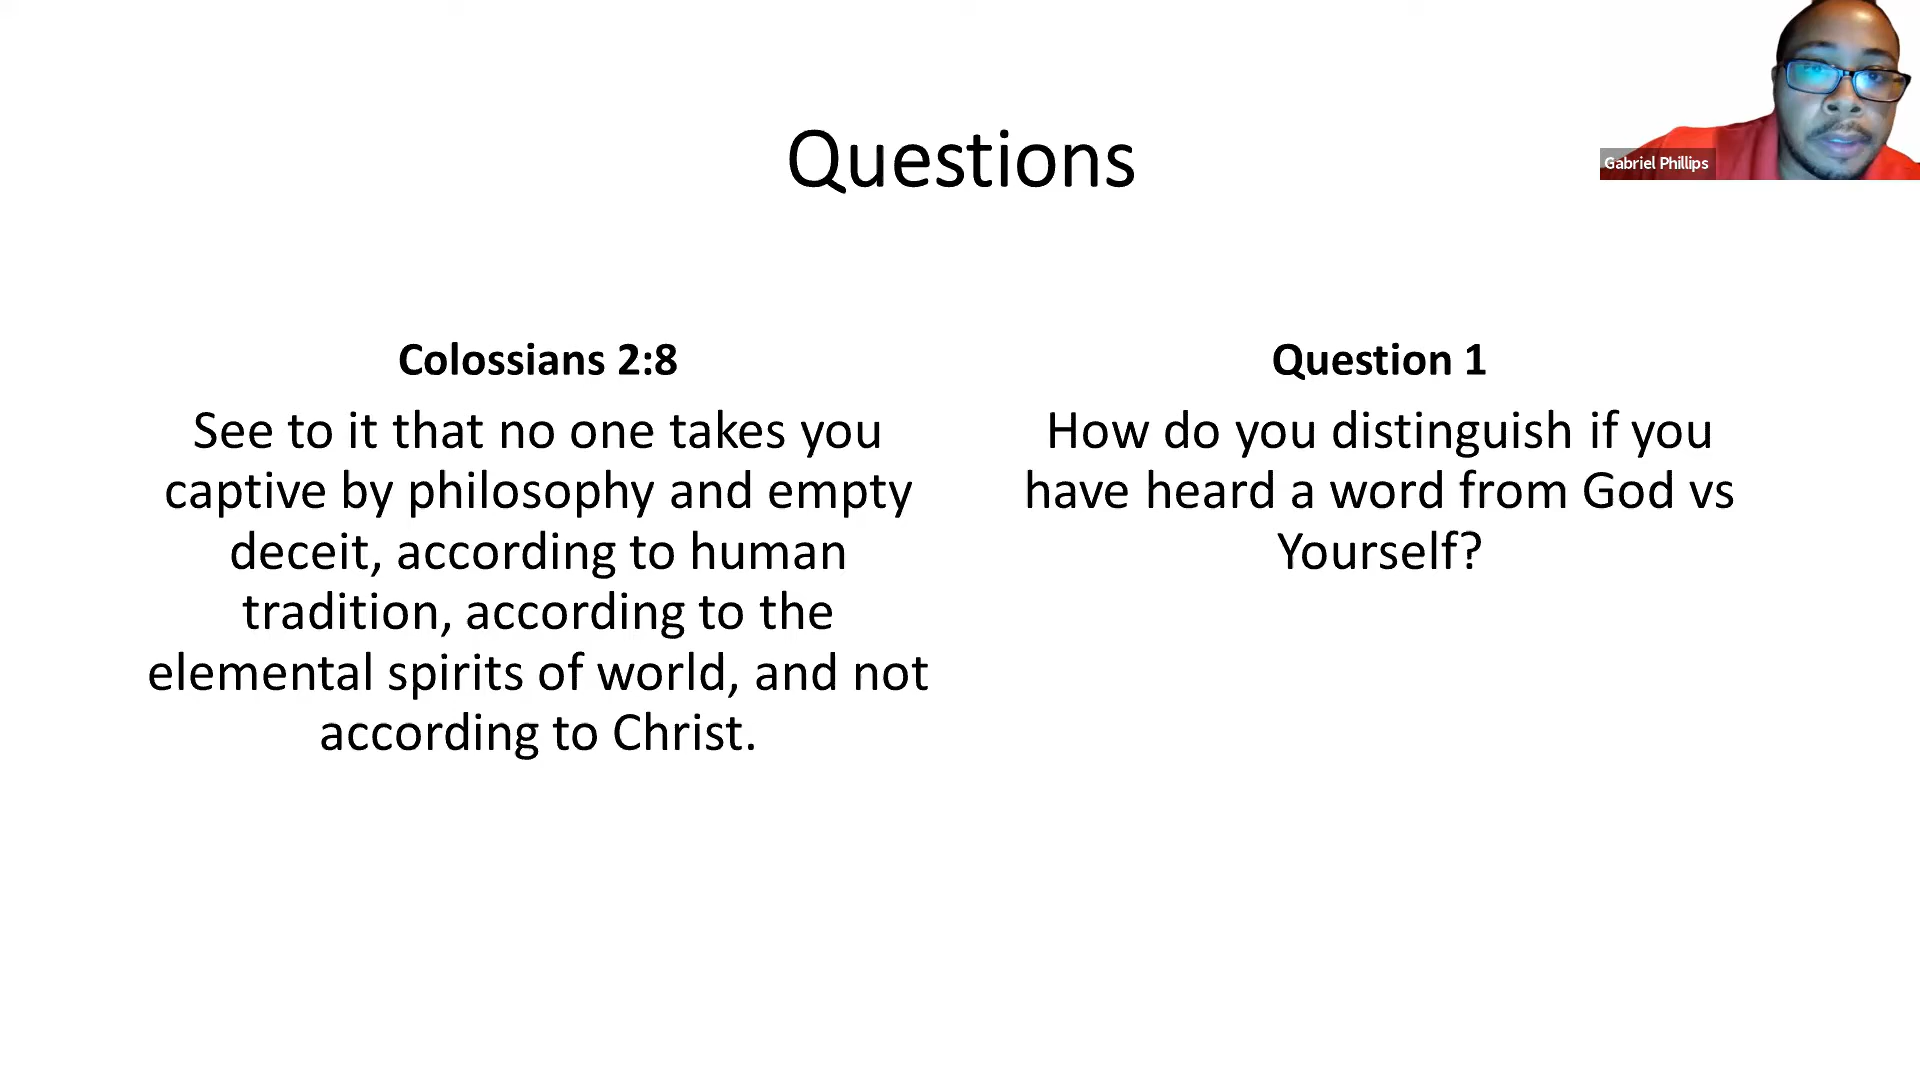 Questions
Gabriel Phillips
Colossians 2:8
See to it that no one takes you
captive by philosophy and empty
deceit, according to human
tradition, according to the
elemental spirits of world, and not
according to Christ.
Question 1
How do you distinguish if you
have heard a word from God vs
Yourself?